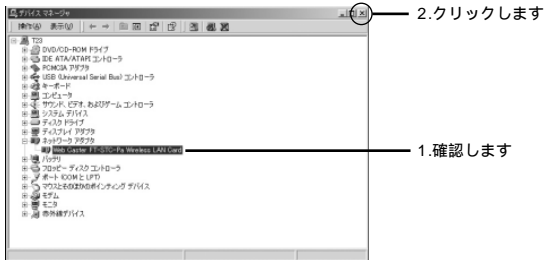 デバイス マネージャ
2.クリックします
操作(A) 表示(V)
T23
DVD/CD-ROM ドライブ
IDE ATA/ATAPI コントローラ
PCMCIA アダプタ
USB (Universal Serial Bus) コントローラ
キーボード
コンピュータ
サウンド、ビデオ、およびゲーム コントローラ
システム デバイス
ディスク ドライブ
ディスプレイ アダプタ
ネットワーク アダプタ
Web Caster FT-STC-Pa Wireless LAN Card
1.確認します
バッテリ
フロッピー ディスク コントローラ
ポート (COM と LPT)
マウスとそのほかのポインティング デバイス
モデム
モニタ
赤外線デバイス